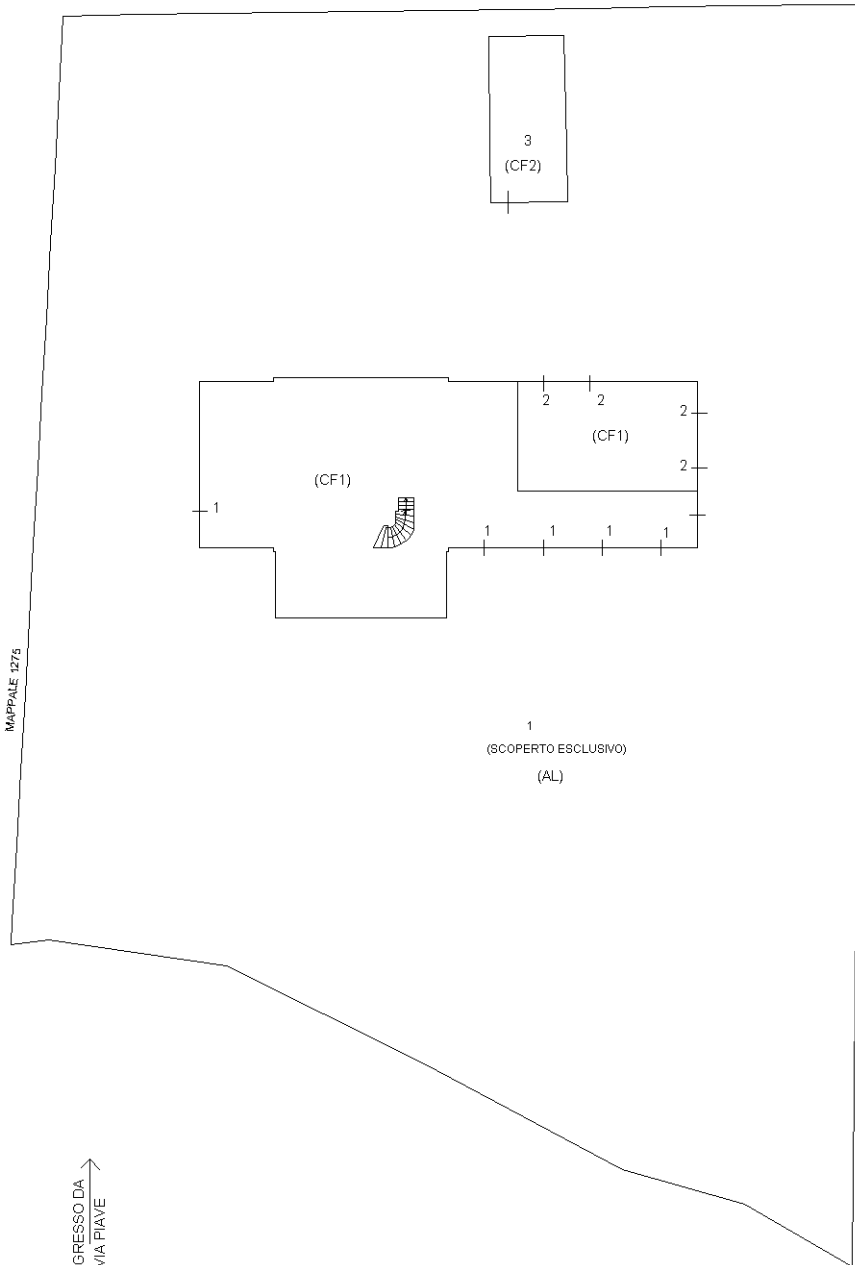 3
(CF2)
2
2
2
(CF1)
2
(CF1)
1
1
1
1
1
MAPPALE 1275
1
(SCOPERTO ESCLUSIVO)
(AL)
GRESSO DA
VIA PIAVE